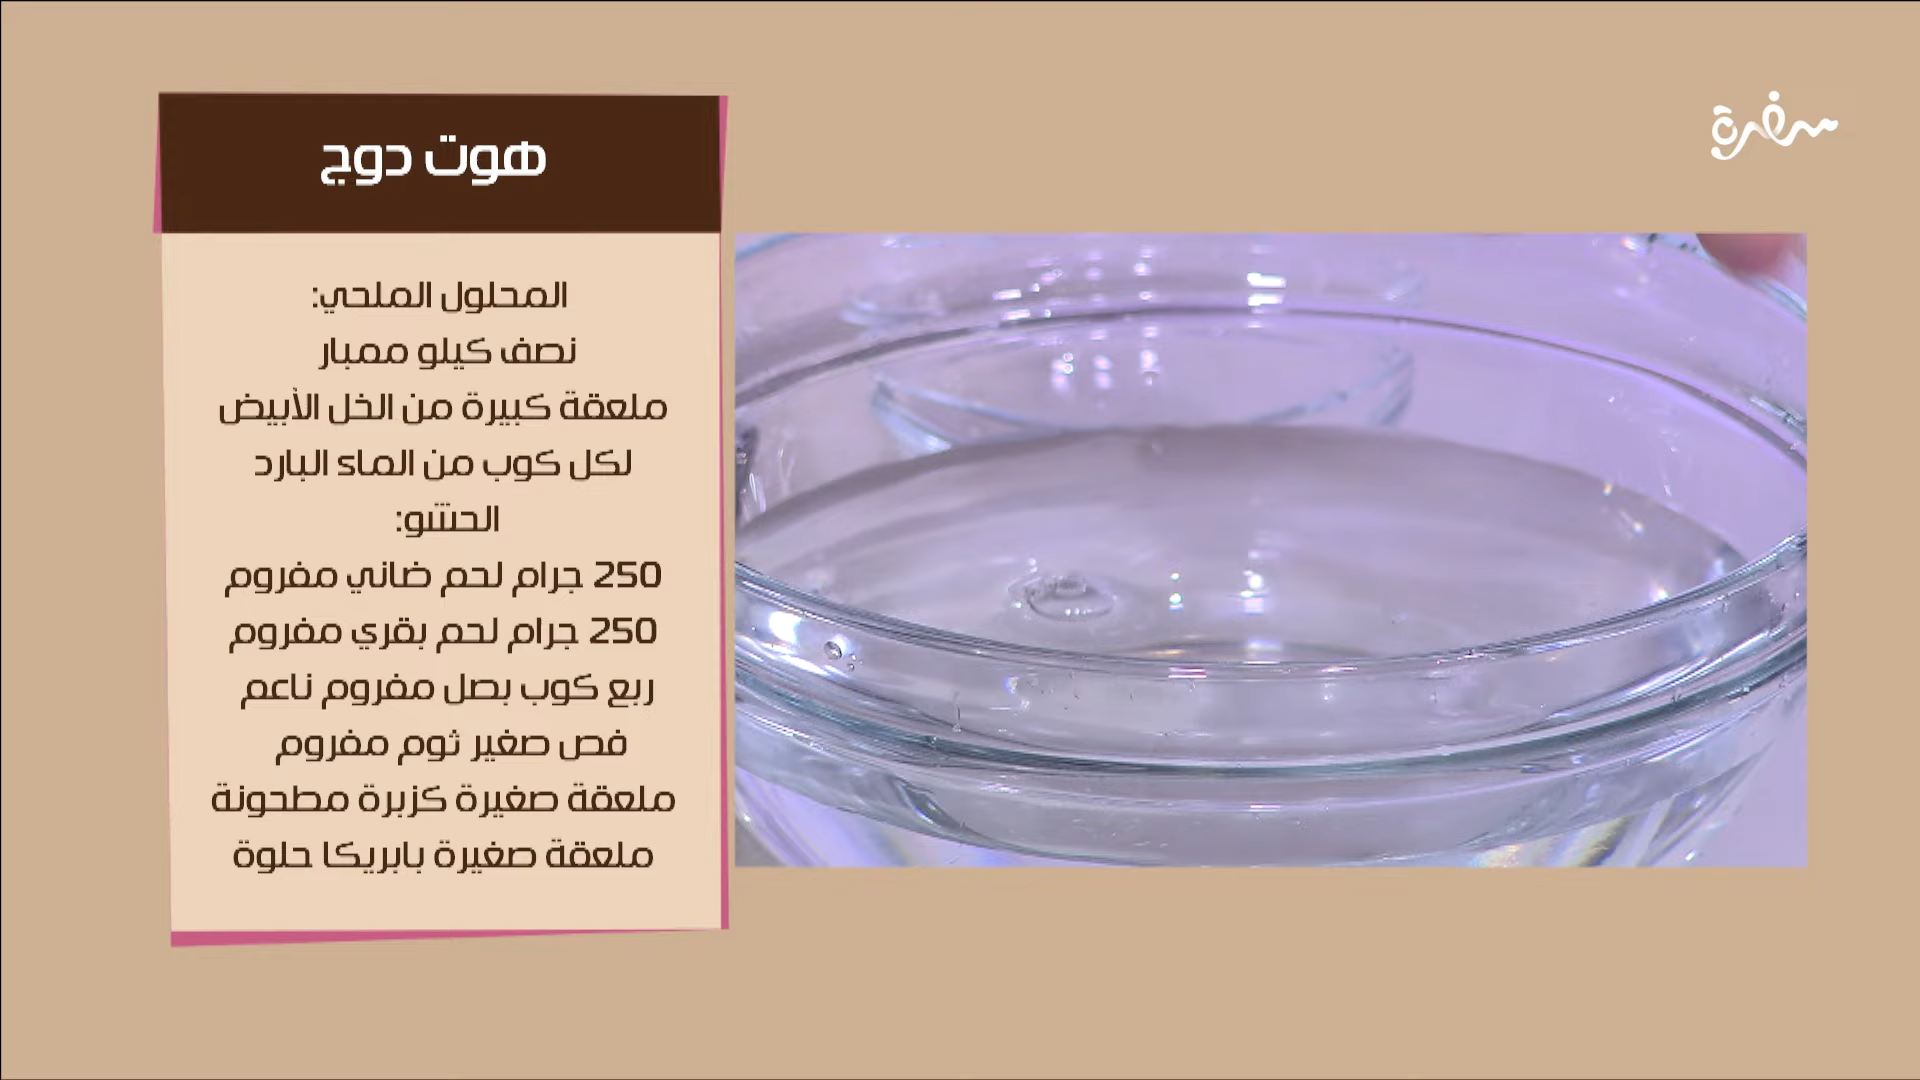 سفرة
هوت دوج
المحلول الملحي:
نصف كيلو ممبار
ملعقة كبيرة من الخل الأبيض
لكل كوب من الماء البارد
الحشو:
250 جرام لحم ضاني مفروم
250 جرام لحم بقري مفروم
ربع كوب بصل مفروم ناعم
فص صغير ثوم مفروم
ملعقة صغيرة كزبرة مطحونة
ملعقة صغيرة بابريكا حلوة